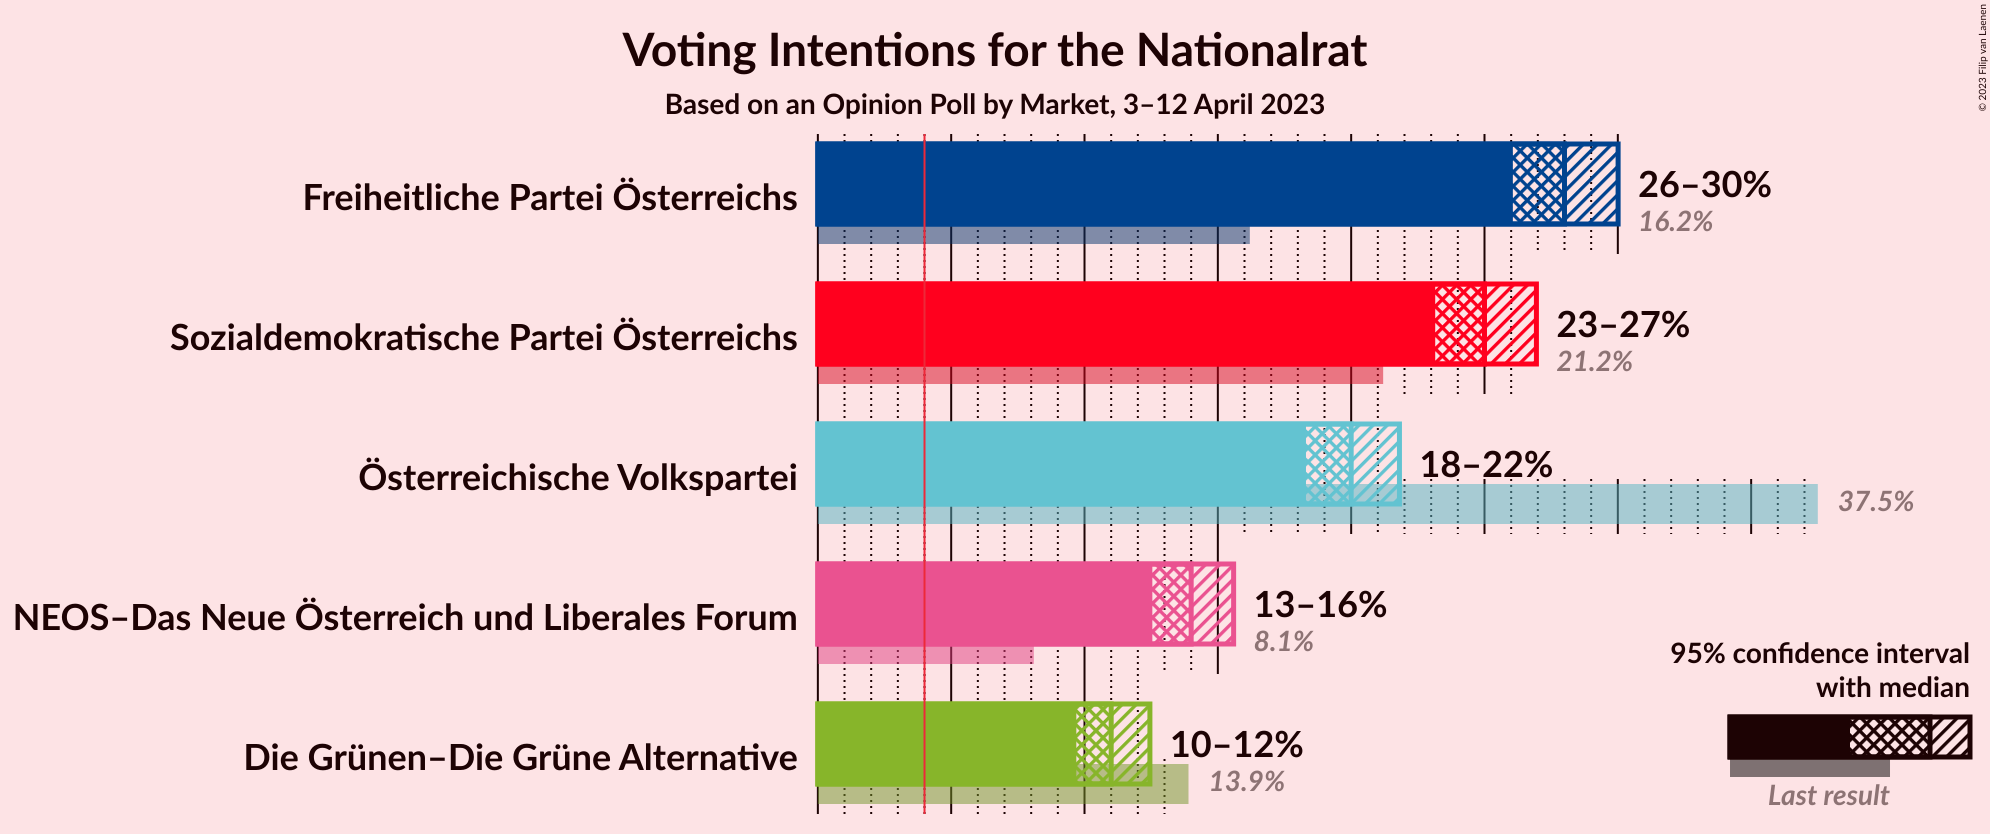 Voting Intentions for the Nationalrat
Based on an Opinion Poll by Market, 3–12 April 2023
© 2023 Filip van Laenen
Freiheitliche Partei Österreichs
26–30%
16.2%
Sozialdemokratische Partei Österreichs
23–27%
21.2%
Österreichische Volkspartei
18–22%
37.5%
NEOS–Das Neue Österreich und Liberales Forum
13–16%
8.1%
Die Grünen–Die Grüne Alternative
10–12%
13.9%
95% confidence interval
with median
Last result